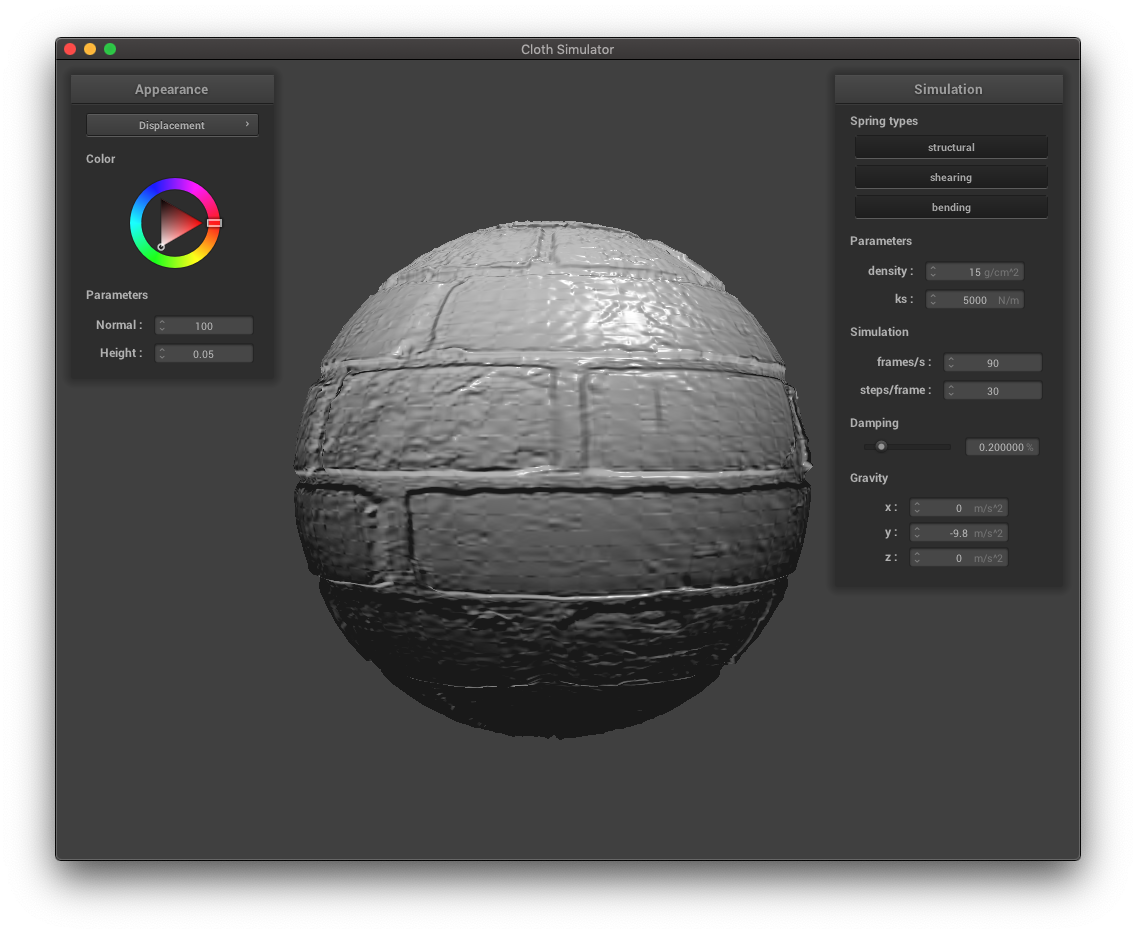 Cloth Simulator
Appearance
Displacement
Color
Parameters
Normal : 100
Height : 0.05
Simulation
Spring types
structural
shearing
bending
Parameters
density : 15 g/cm^2
ks : 5000 N/m
Simulation
frames/s : 90
steps/frame : 30
Damping
0.200000 %
Gravity
x : 0 m/s^2
y : -9.8 m/s^2
z : 0 m/s^2